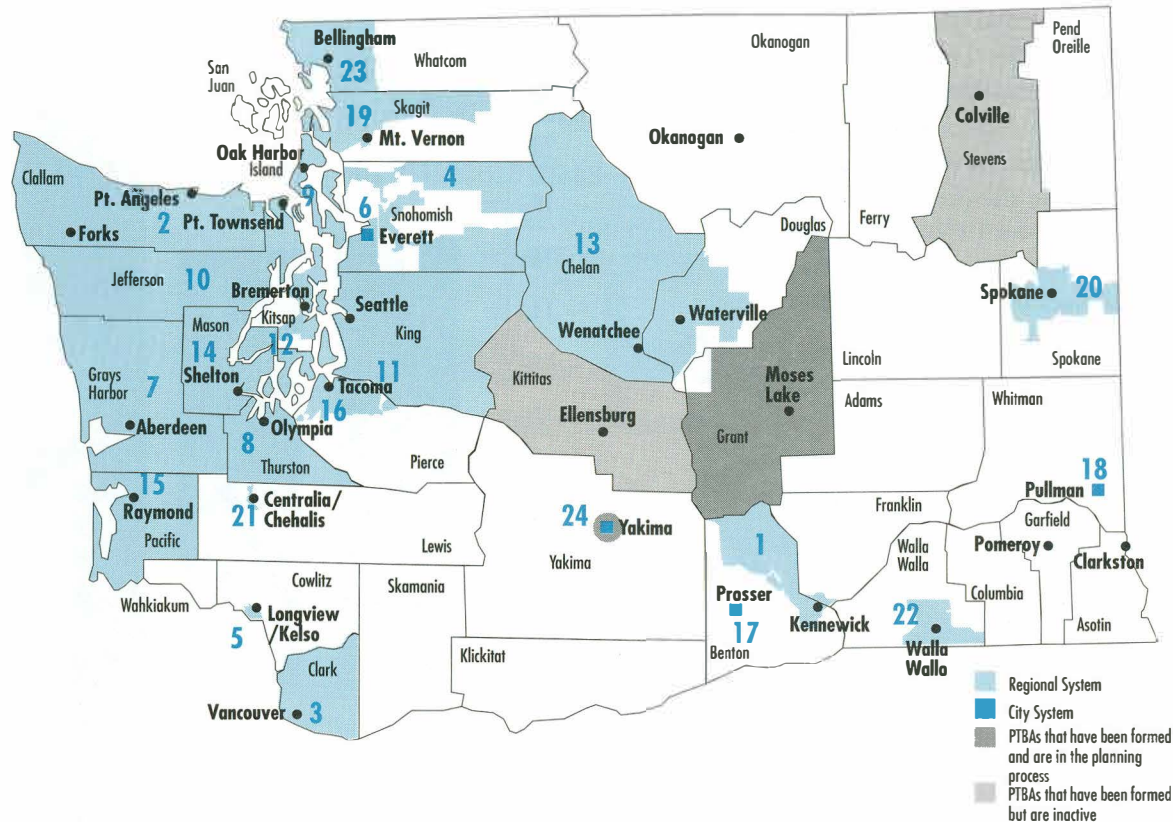 Bellingham
23
Whatcom
Okanogan
Pend
Oreille
San
Juan
19
Skagit
Mt. Vernon
Colville
Okanogan
Stevens
Oak Harbor
Island
Clallam
4
Pt. Angeles
9
2
Pt. Townsend
6
Snohomish
Forks
Everett
Douglas
Ferry
13
Chelan
Jefferson
10
Bremerton
Seattle
Spokane
20
Kitsap
Mason
King
Waterville
Wenatchee
12
14
Lincoln
Spokane
Grays
Harbor
7
Shelton
Tacoma
11
Kittitas
Moses
Lake
Adams
Whitman
16
Ellensburg
Aberdeen
8
Olympia
Grant
Thurston
Pierce
15
18
Raymond
21
Centralia/
Chehalis
Pullman
Franklin
24
Yakima
Garfield
Pacific
Lewis
Yakima
1
Walla
Walla
Pomeroy
Clarkston
Cowlitz
Skamania
Wahkiakum
Prosser
Columbia
Longview
/Kelso
5
17
Kennewick
22
Asotin
Benton
Walla
Walla
Klickitat
Clark
Vancouver
3
Regional System
City System
PTBAs that have been formed
and are in the planning
process
PTBAs that have been formed
but are inactive